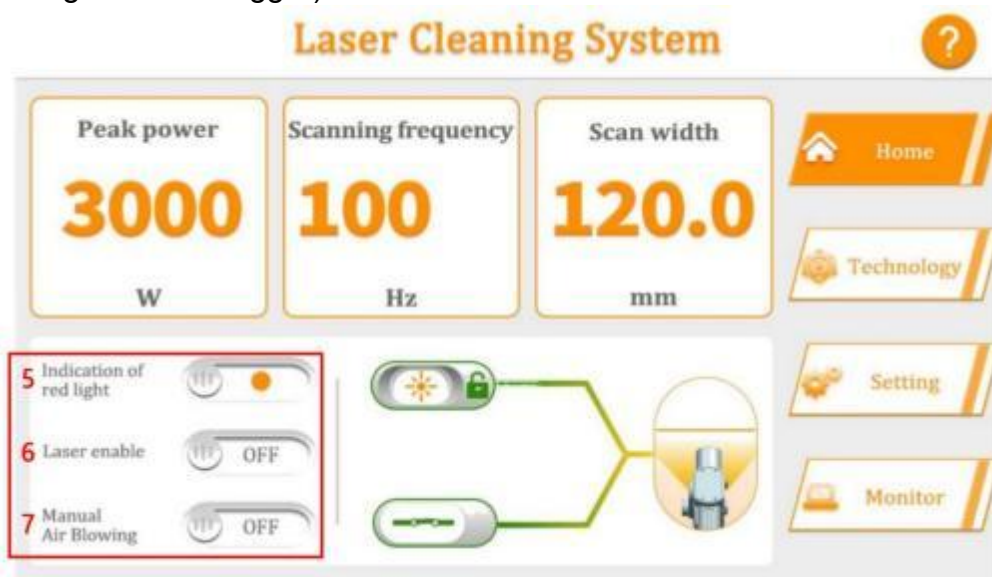 Laser Cleaning System
?
Peak power
3000
W
Scanning frequency
100
Hz
Scan width
120.0
mm
Home
Technology
Setting
Monitor
5 Indication of
red light
6 Laser enable
OFF
7 Manual
Air Blowing
OFF